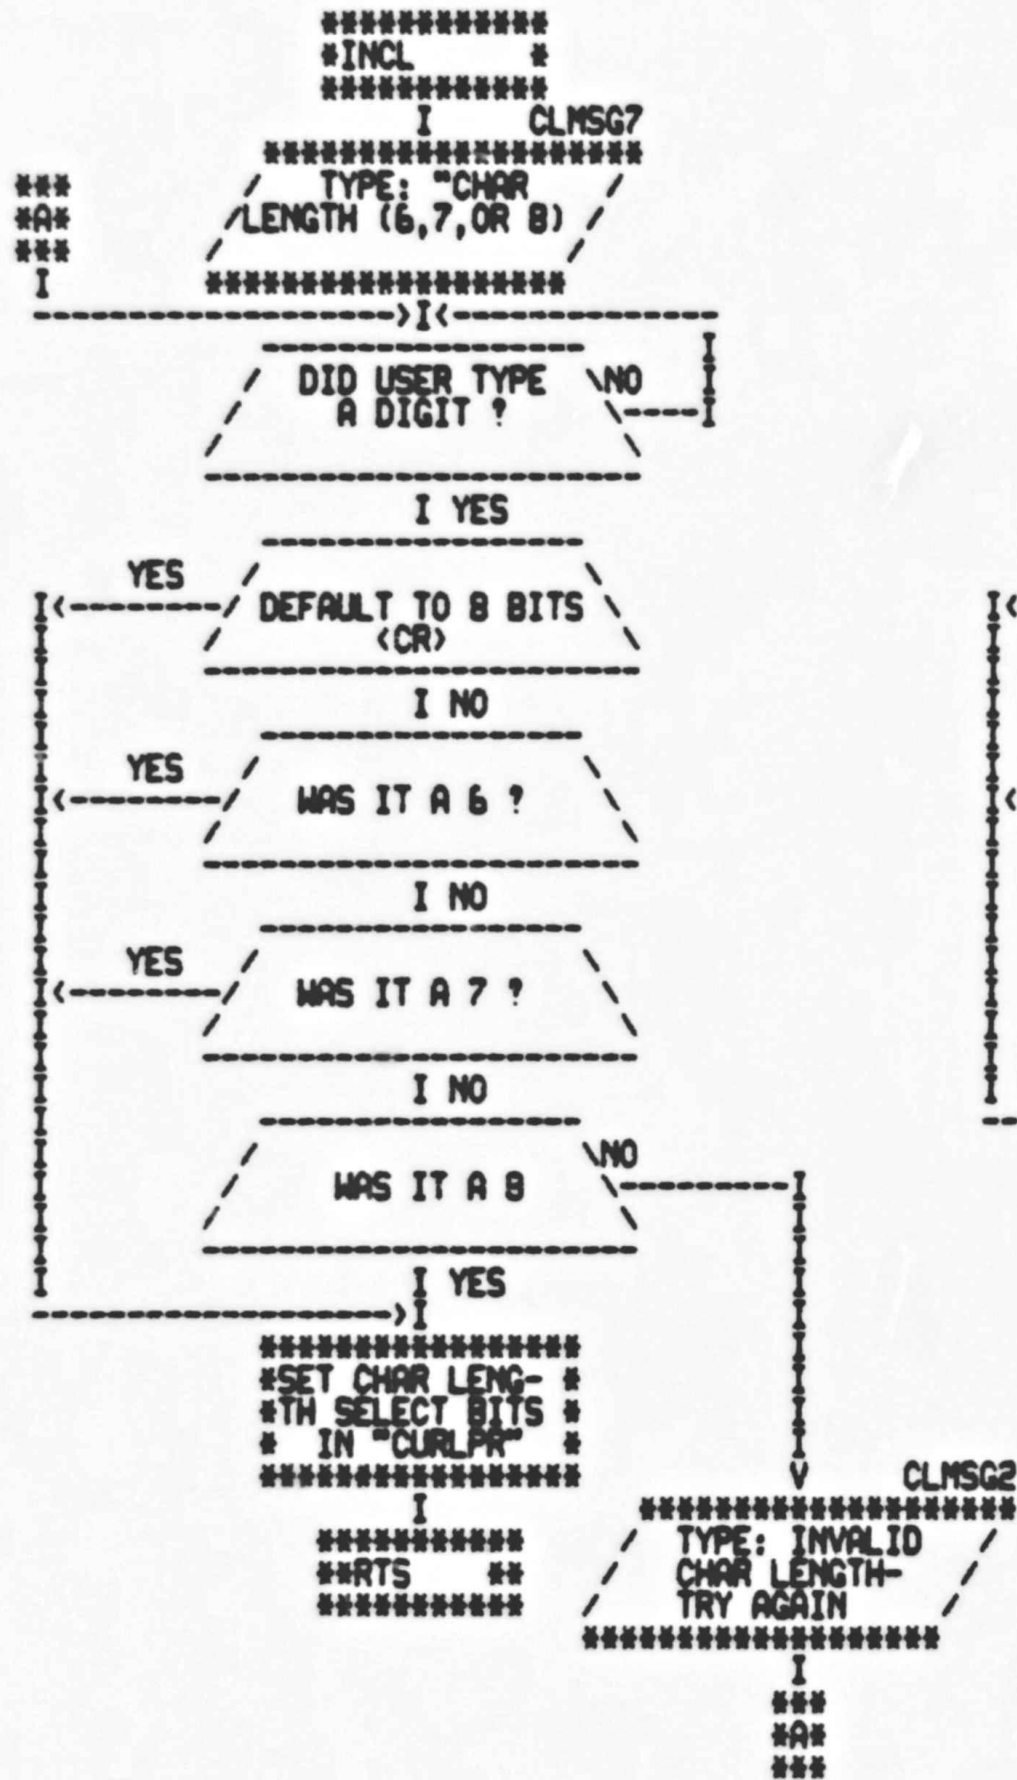 *INCL *
CLMSG7
TYPE: "CHAR
LENGTH (6,7,OR 8)
*A*
DID USER TYPE
A DIGIT ?
NO
YES
YES
DEFAULT TO 8 BITS
<CR>
NO
YES
WAS IT A 6 ?
NO
YES
WAS IT A 7 ?
NO
NO
WAS IT A 8
YES
*SET CHAR LENG- *
*TH SELECT BITS *
* IN "CURLPR" *
**RTS **
CLMSG2
TYPE: INVALID
CHAR LENGTH-
TRY AGAIN
*A*